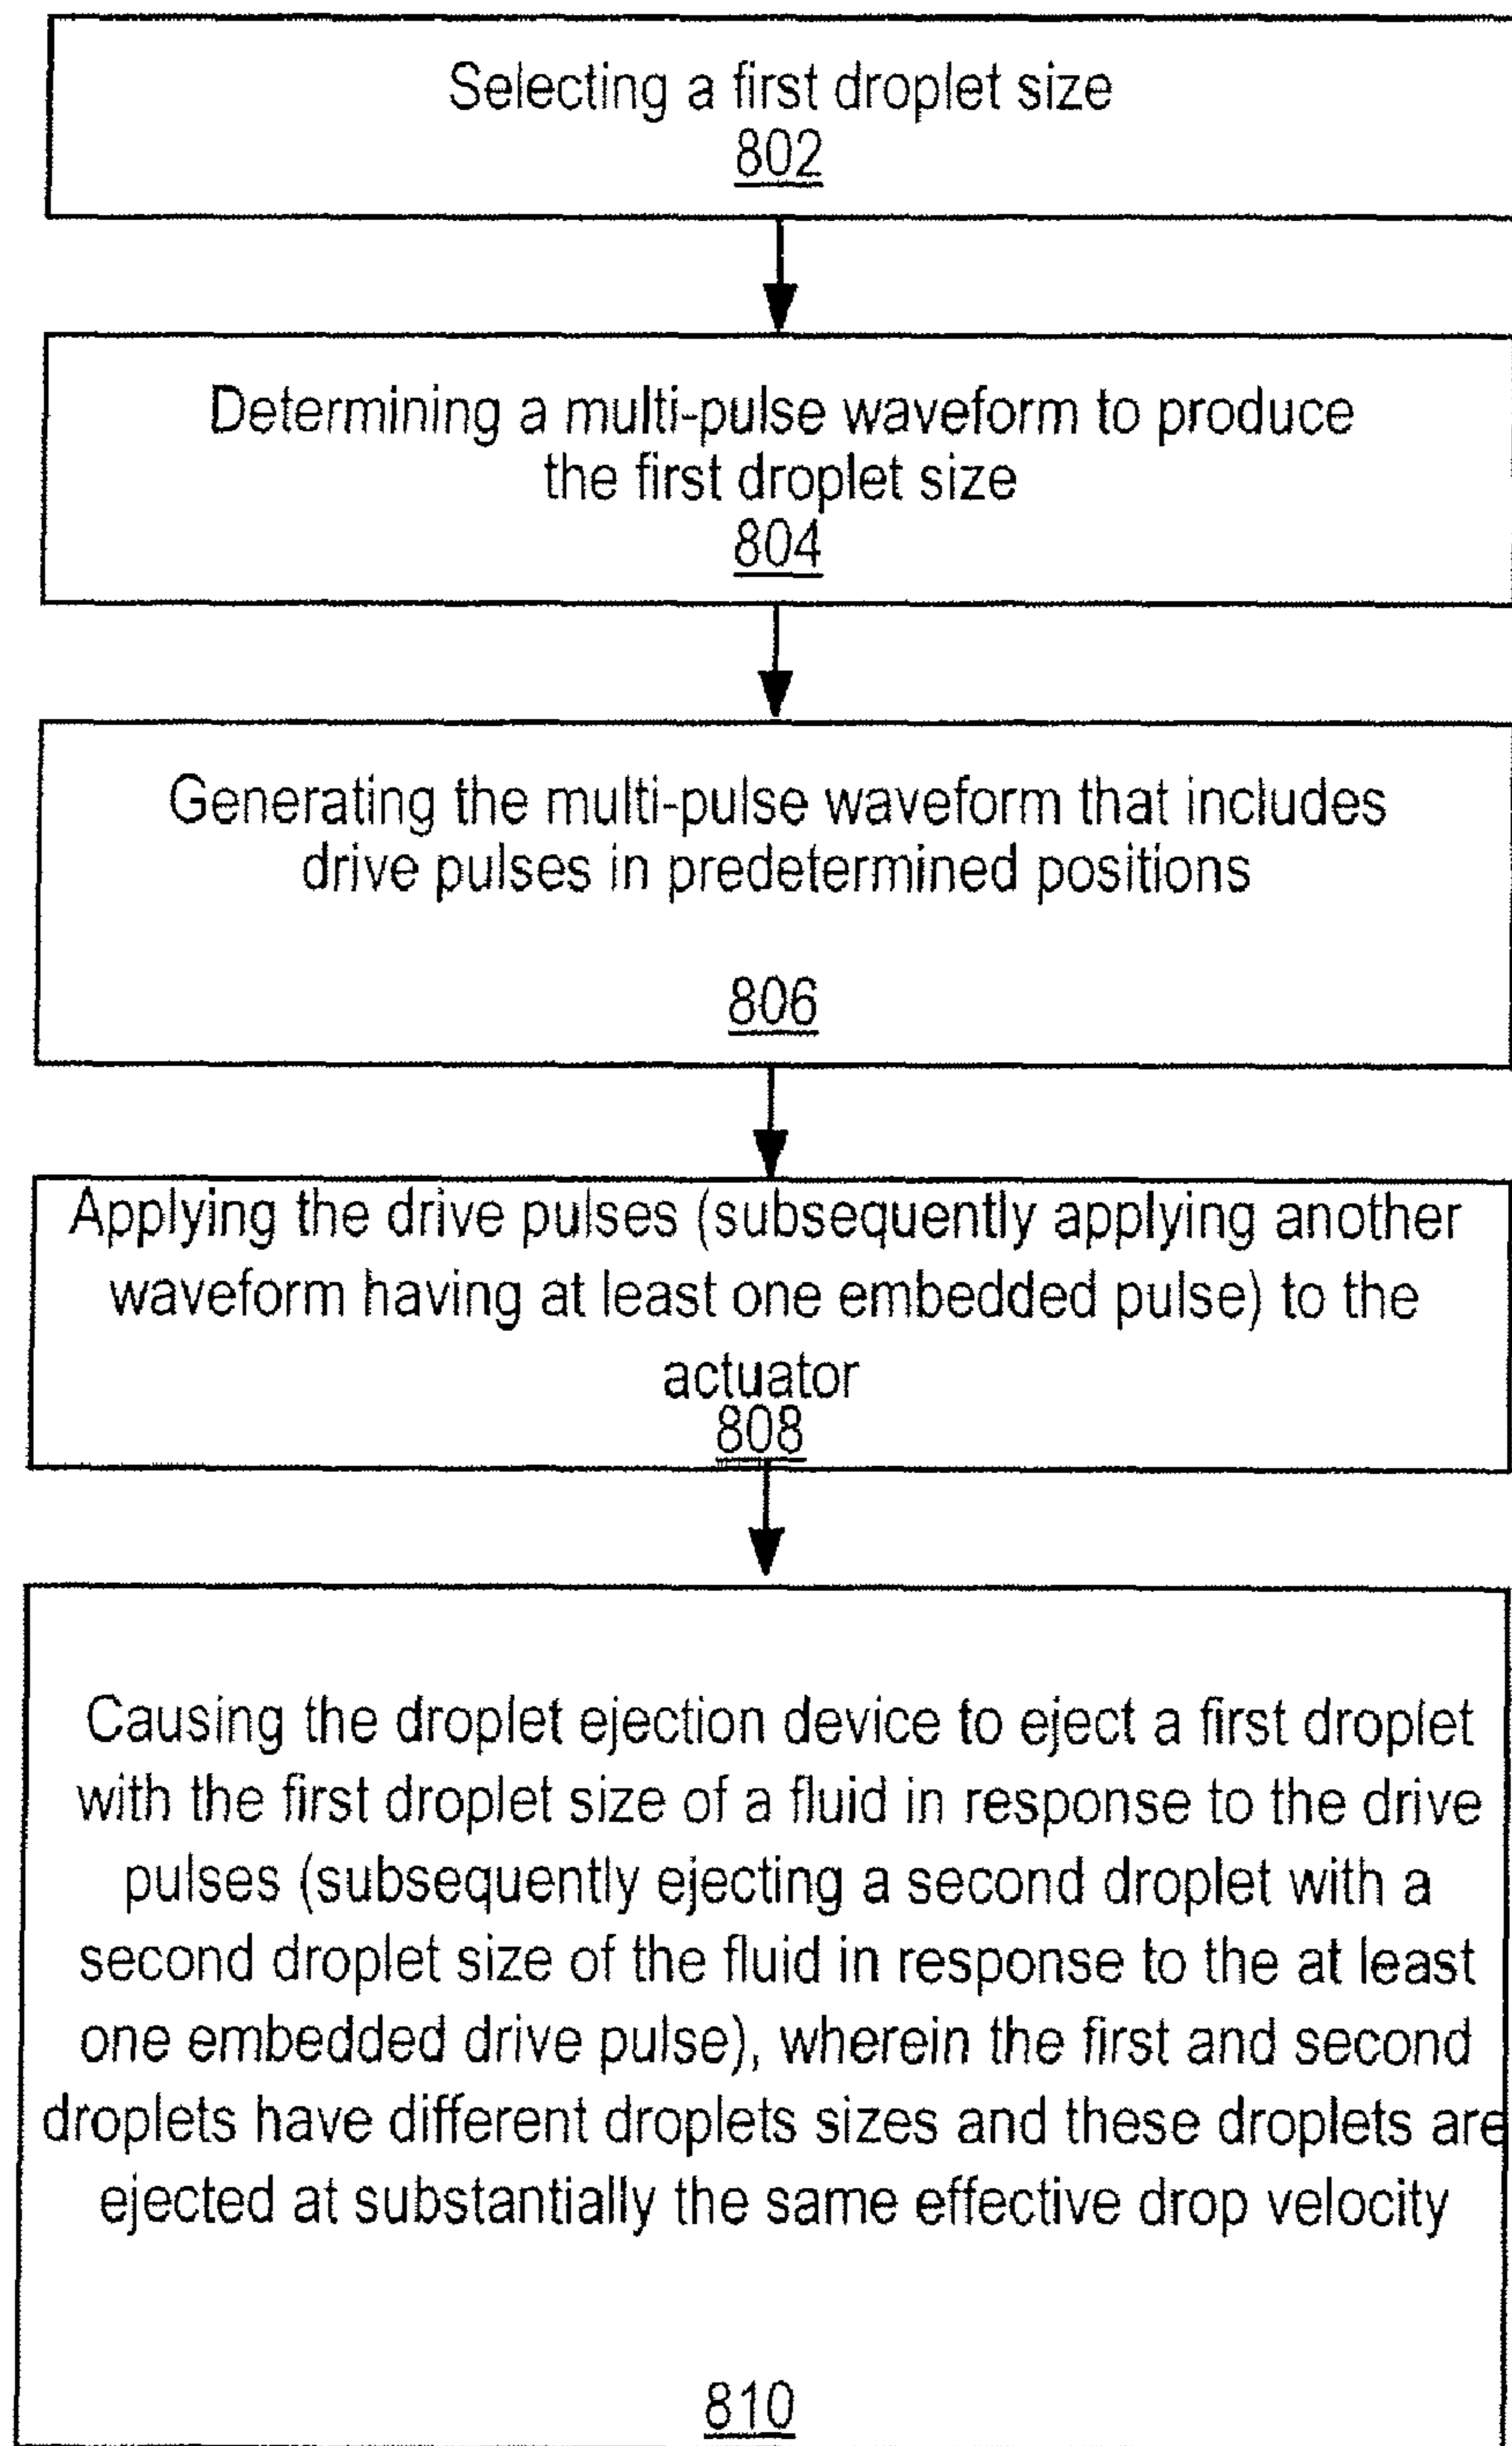 Selecting a first droplet size
802
Determining a multi-pulse waveform to produce
the first droplet size
804
Generating the multi-pulse waveform that includes
drive pulses in predetermined positions
806
Applying the drive pulses (subsequently applying another
waveform having at least one embedded pulse) to the
actuator
808
Causing the droplet ejection device to eject a first droplet
with the first droplet size of a fluid in response to the drive
pulses (subsequently ejecting a second droplet with a
second droplet size of the fluid in response to the at least
one embedded drive pulse), wherein the first and second
droplets have different droplets sizes and these droplets are
ejected at substantially the same effective drop velocity
810